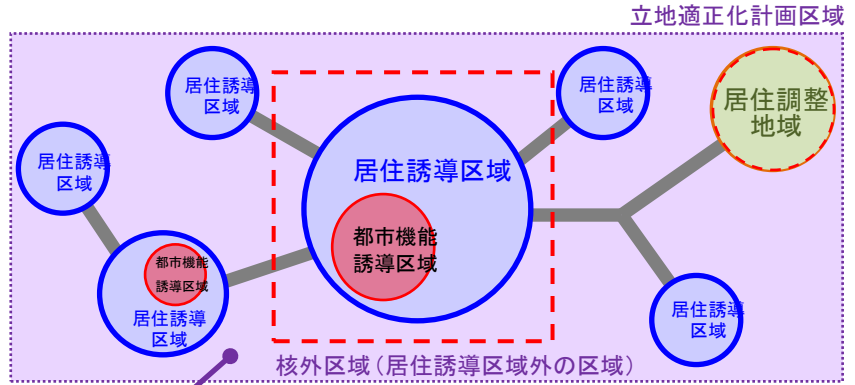 立地適正化計画区域
居住誘導
区域
居住誘導
区域
居住調整
地域
居住誘導
区域
居住誘導区域
都市機能
誘導区域
都市機能
誘導区域
居住誘導
区域
居住誘導
区域
核外区域（居住誘導区域外の区域）